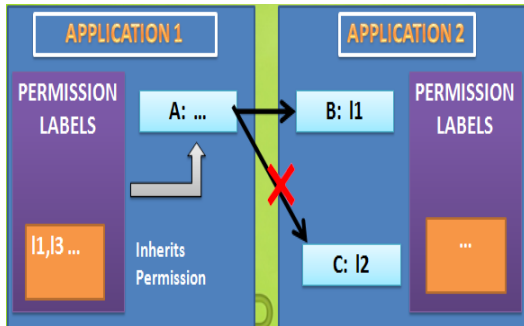 APPLICATION 1
PERMISSION
LABELS
A: ...
l1,l3 ...
Inherits
Permission
APPLICATION 2
B: l1
C: l2
PERMISSION
LABELS
...